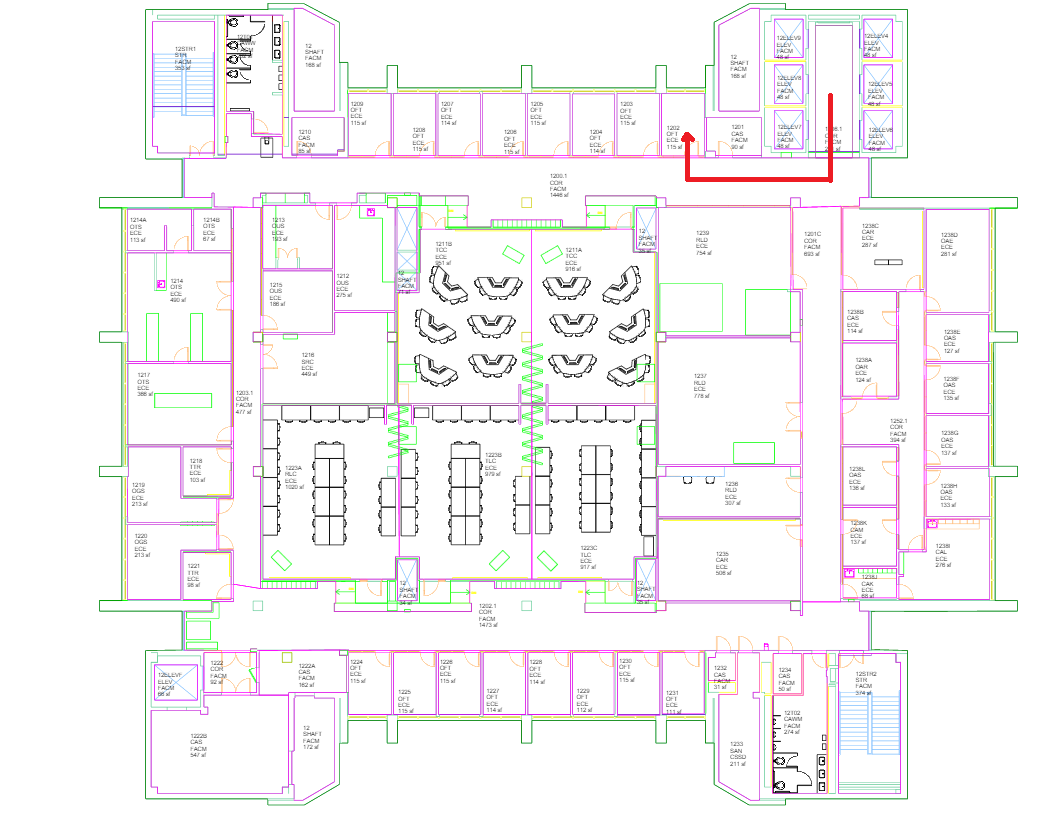 12STR1
STR
FACM
353 sf
CAWW
12
SHAFT
FACM
168 sf
12
SHAFT
FACM
168 sf
12ELEV9
ELEV
FACM
48 sf
12ELEV4
ELEV
FACM
48 sf
12ELEV8
ELEV
FACM
48 sf
12ELEV5
ELEV
FACM
48 sf
12ELEV7
ELEV
FACM
48 sf
12ELEV6
ELEV
FACM
48 sf
1209
OFT
ECE
115 sf
1207
OFT
ECE
114 sf
1205
OFT
ECE
115 sf
1203
OFT
ECE
115 sf
1210
CAS
FACM
85 sf
1208
OFT
ECE
115 sf
1206
OFT
ECE
115 sf
1204
OFT
ECE
114 sf
1202
OFT
ECE
115 sf
1201
CAS
FACM
90 sf
COR
FACM
1200.1
COR
FACM
1446 sf
1214A
OTS
ECE
113 sf
1214B
OTS
ECE
67 sf
1213
OUS
ECE
193 sf
1211B
TCC
ECE
951 sf
1211A
TCC
ECE
916 sf
12
SHAFT
FACM
1239
RLD
ECE
754 sf
1201C
COR
FACM
693 sf
1238C
CAR
ECE
287 sf
1238D
OAE
ECE
281 sf
1214
OTS
ECE
490 sf
1215
OUS
ECE
186 sf
1212
OUS
ECE
275 sf
12
SHAFT
FACM
1238B
CAS
ECE
114 sf
1238E
OAS
ECE
127 sf
1216
SRC
ECE
449 sf
1217
OTS
ECE
366 sf
1203.1
COR
FACM
477 sf
1237
RLD
ECE
778 sf
1238A
OAR
ECE
124 sf
1238F
OAS
ECE
135 sf
1252.1
COR
FACM
394 sf
1238G
OAS
ECE
137 sf
1218
TTR
ECE
103 sf
1223A
RLC
ECE
1020 sf
1223B
TLC
ECE
979 sf
1238L
OAS
ECE
136 sf
1219
OGS
ECE
213 sf
1236
RLD
ECE
307 sf
1238H
OAS
ECE
133 sf
1220
OGS
ECE
213 sf
1238K
CAM
ECE
137 sf
1221
TTR
ECE
98 sf
1223C
TLC
ECE
917 sf
1235
CAR
ECE
508 sf
1238I
CAL
ECE
276 sf
1238J
CAK
ECE
68 sf
12
SHAFT
FACM
34 sf
12
SHAFT
FACM
35 sf
1202.1
COR
FACM
1473 sf
12ELEVF
ELEV
FACM
66 sf
1222
COR
FACM
92 sf
1222A
CAS
FACM
162 sf
1224
OFT
ECE
115 sf
1226
OFT
ECE
115 sf
1228
OFT
ECE
114 sf
1230
OFT
ECE
115 sf
1225
OFT
ECE
115 sf
1227
OFT
ECE
114 sf
1229
OFT
ECE
112 sf
1231
OFT
ECE
111 sf
1232
CAS
FACM
31 sf
1234
CAS
FACM
50 sf
12STR2
STR
FACM
374 sf
1222B
CAS
FACM
547 sf
12
SHAFT
FACM
172 sf
1233
SAN
CSSD
211 sf
12T02
CAWM
FACM
274 sf